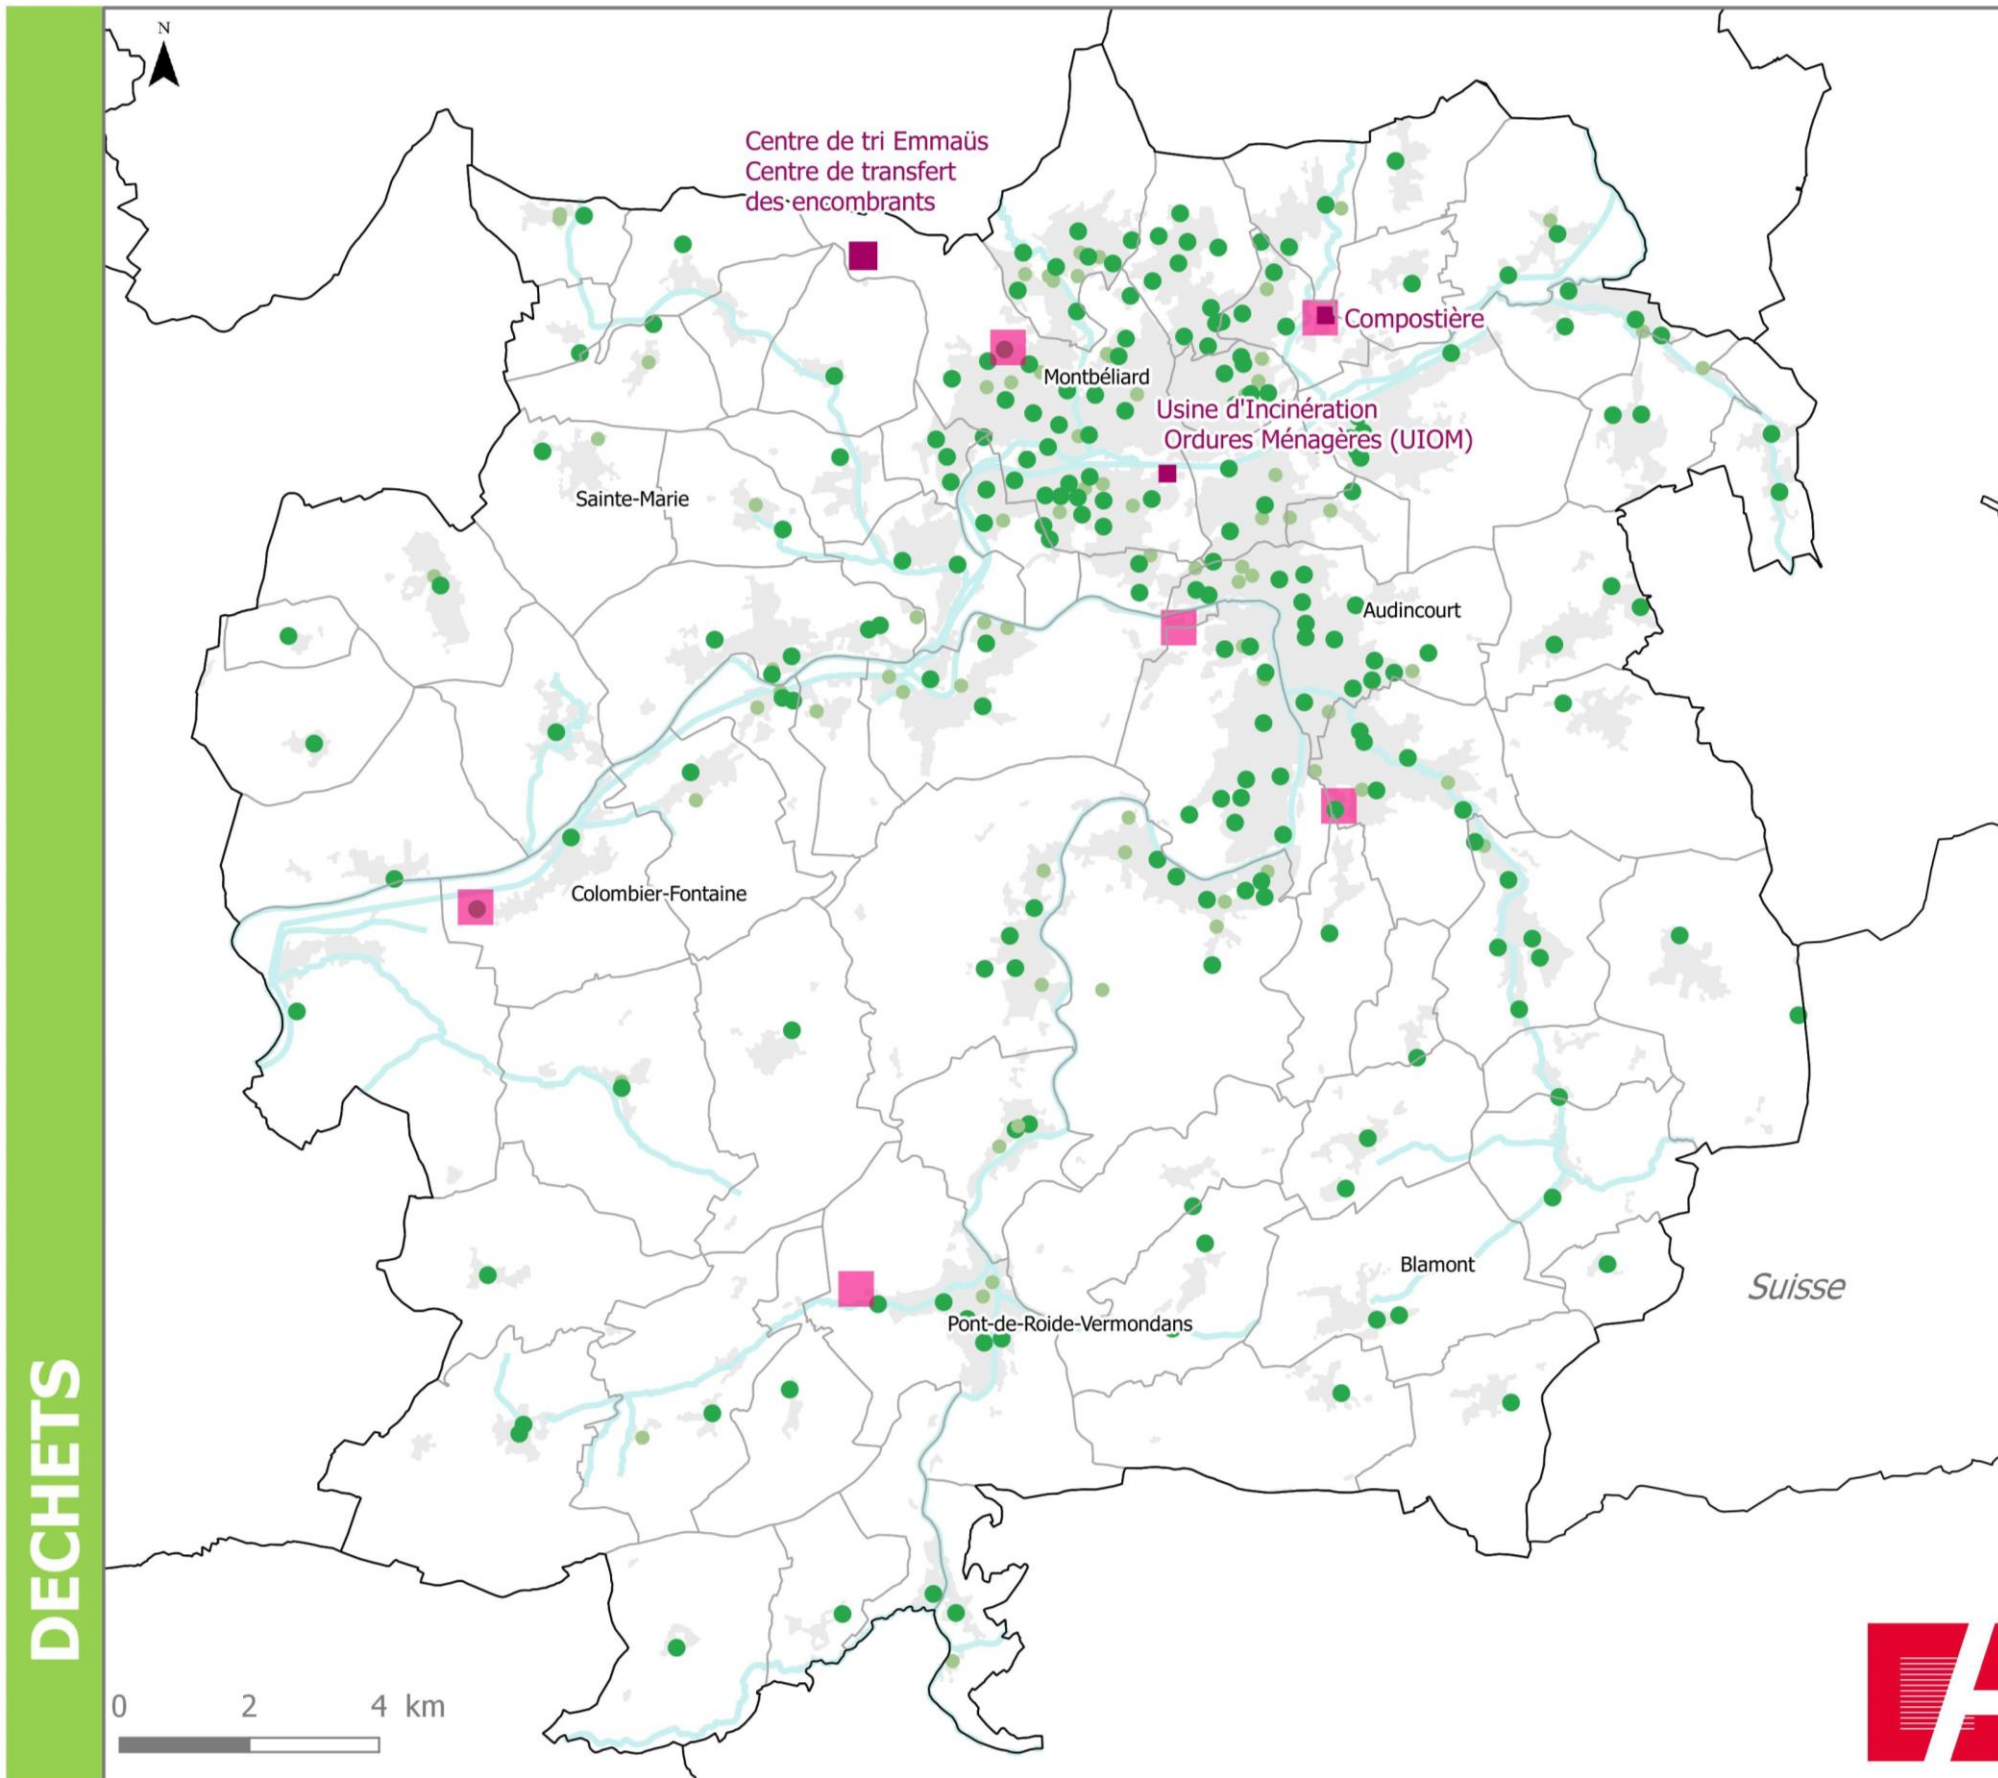 N
Centre de tri Emmaüs
Centre de transfert
des encombrants
Compostière
Montbéliard
Usine d'Incinération
Ordures Ménagères (UIOM)
Sainte-Marie
Audincourt
Colombier-Fontaine
Blamont
Suisse
Pont-de-Roide-Vermondans
DECHETS
0 2 4 km